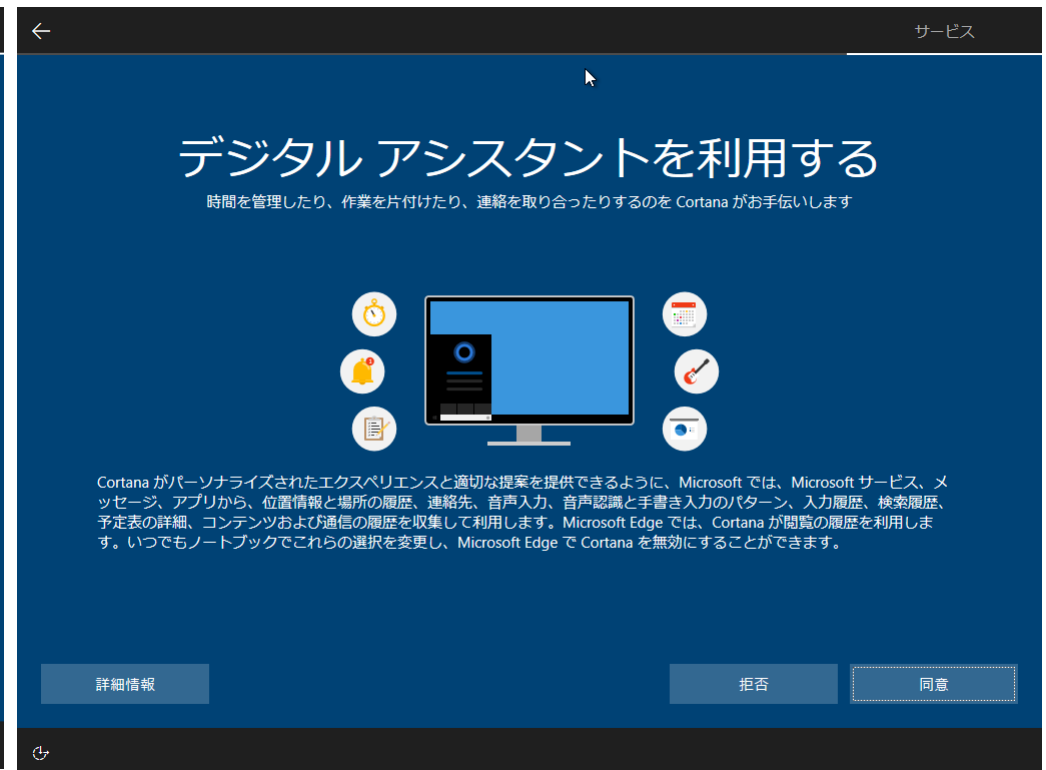 サービス
デジタル アシスタントを利用する
時間を管理したり、作業を片付けたり、連絡を取り合ったりするのを Cortana がお手伝いします
Cortana がパーソナライズされたエクスペリエンスと適切な提案を提供できるように、Microsoft では、Microsoft サービス、メ
ッセージ、アプリから、位置情報と場所の履歴、連絡先、音声入力、音声認識と手書き入力のパターン、入力履歴、検索履歴、
予定表の詳細、コンテンツおよび通信の履歴を収集して利用します。Microsoft Edge では、Cortana が閲覧の履歴を利用しま
す。いつでもノートブックでこれらの選択を変更し、Microsoft Edge で Cortana を無効にすることができます。
詳細情報
拒否
同意